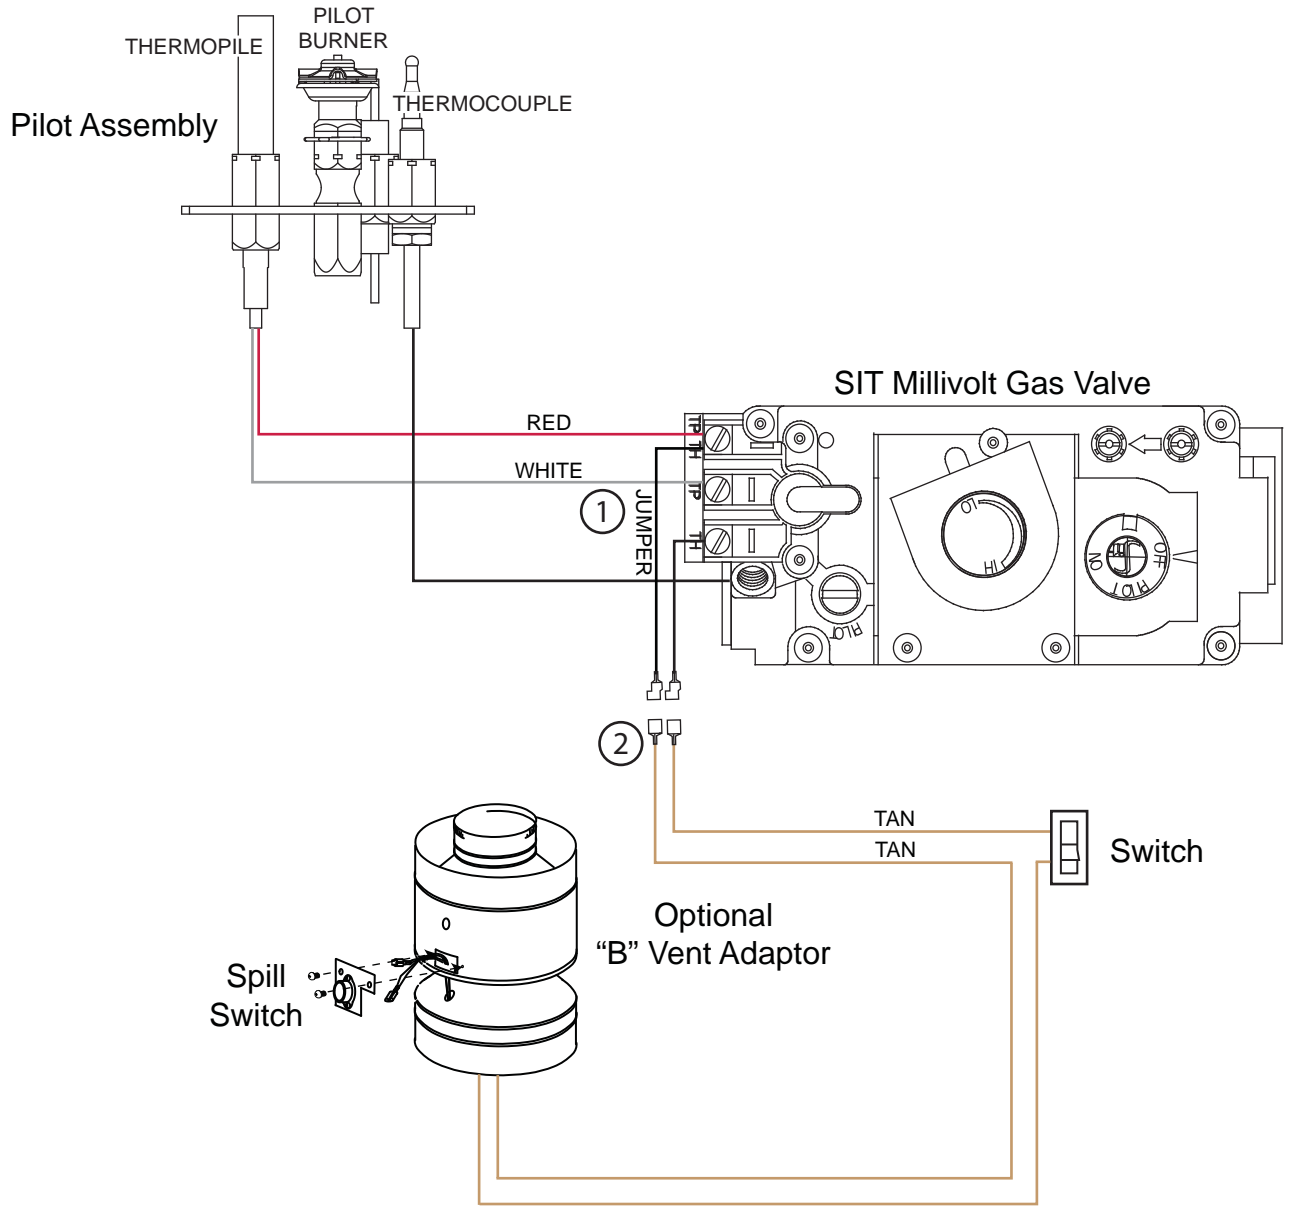 PILOT
BURNER
THERMOPILE
THERMOCOUPLE
Pilot Assembly
SIT Millivolt Gas Valve
RED
TP
TH
WHITE
TP
1
JUMPER
TH
LO
HI
OFF
PILOT
ON
PILOT
2
TAN
TAN
Switch
Optional
“B” Vent Adaptor
Spill
Switch